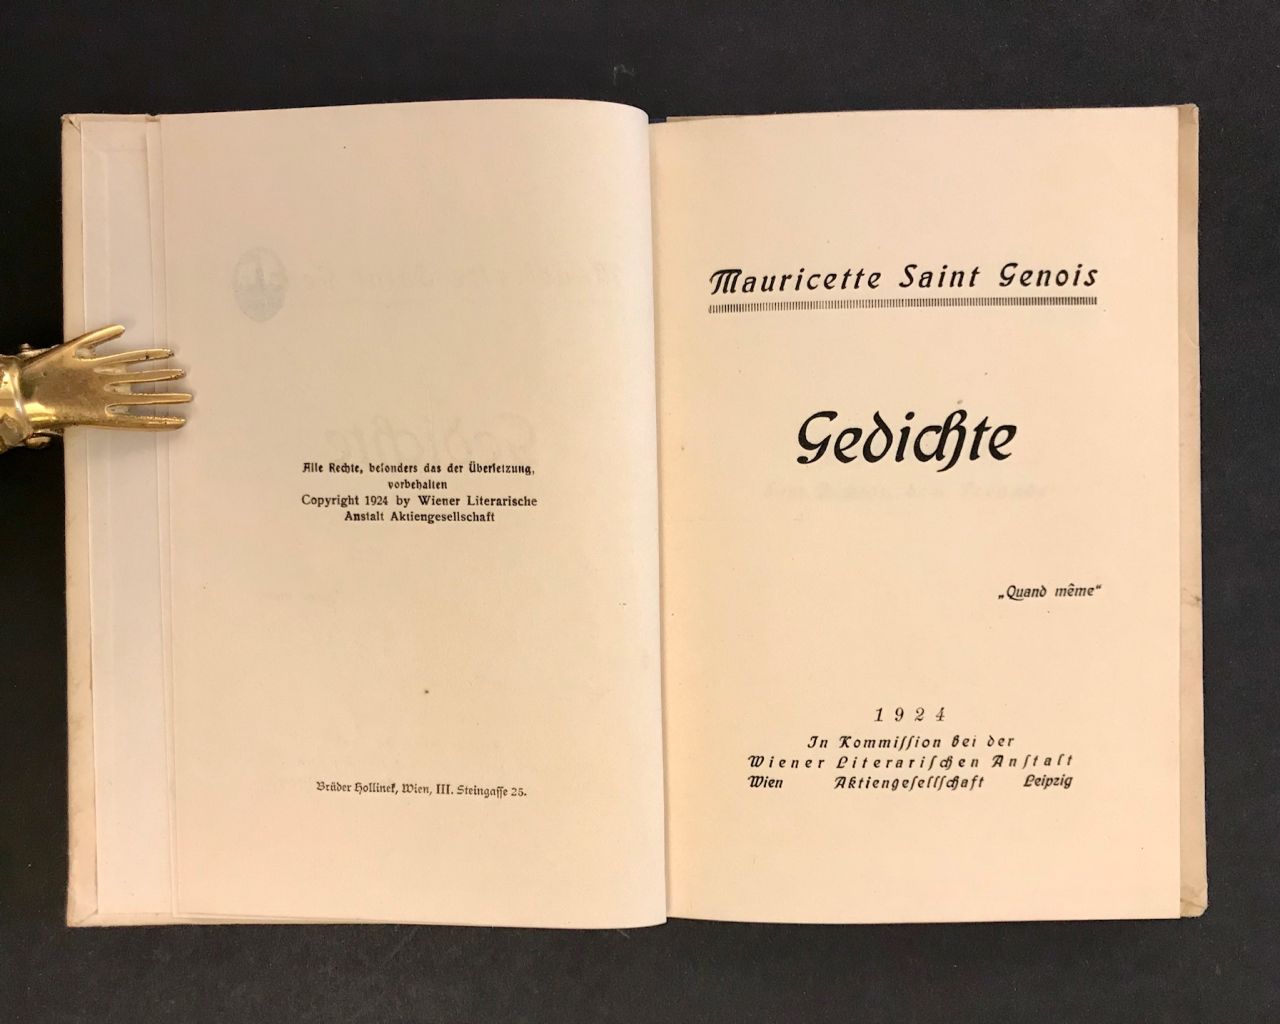 Alle Rechte, beſonders das der Überſetzung,
vorbehalten
Copyright 1924 by Wiener Literarische
Anstalt Aktiengesellschaft
Brüder Hollinek, Wien, III. Steingaſſe 25.
Mauricette Saint Genois
Gedichte
„Quand même“
1924
In Kommiſſion bei der
Wiener Literariſchen Anſtalt
Wien Aktiengeſellſchaft Leipzig